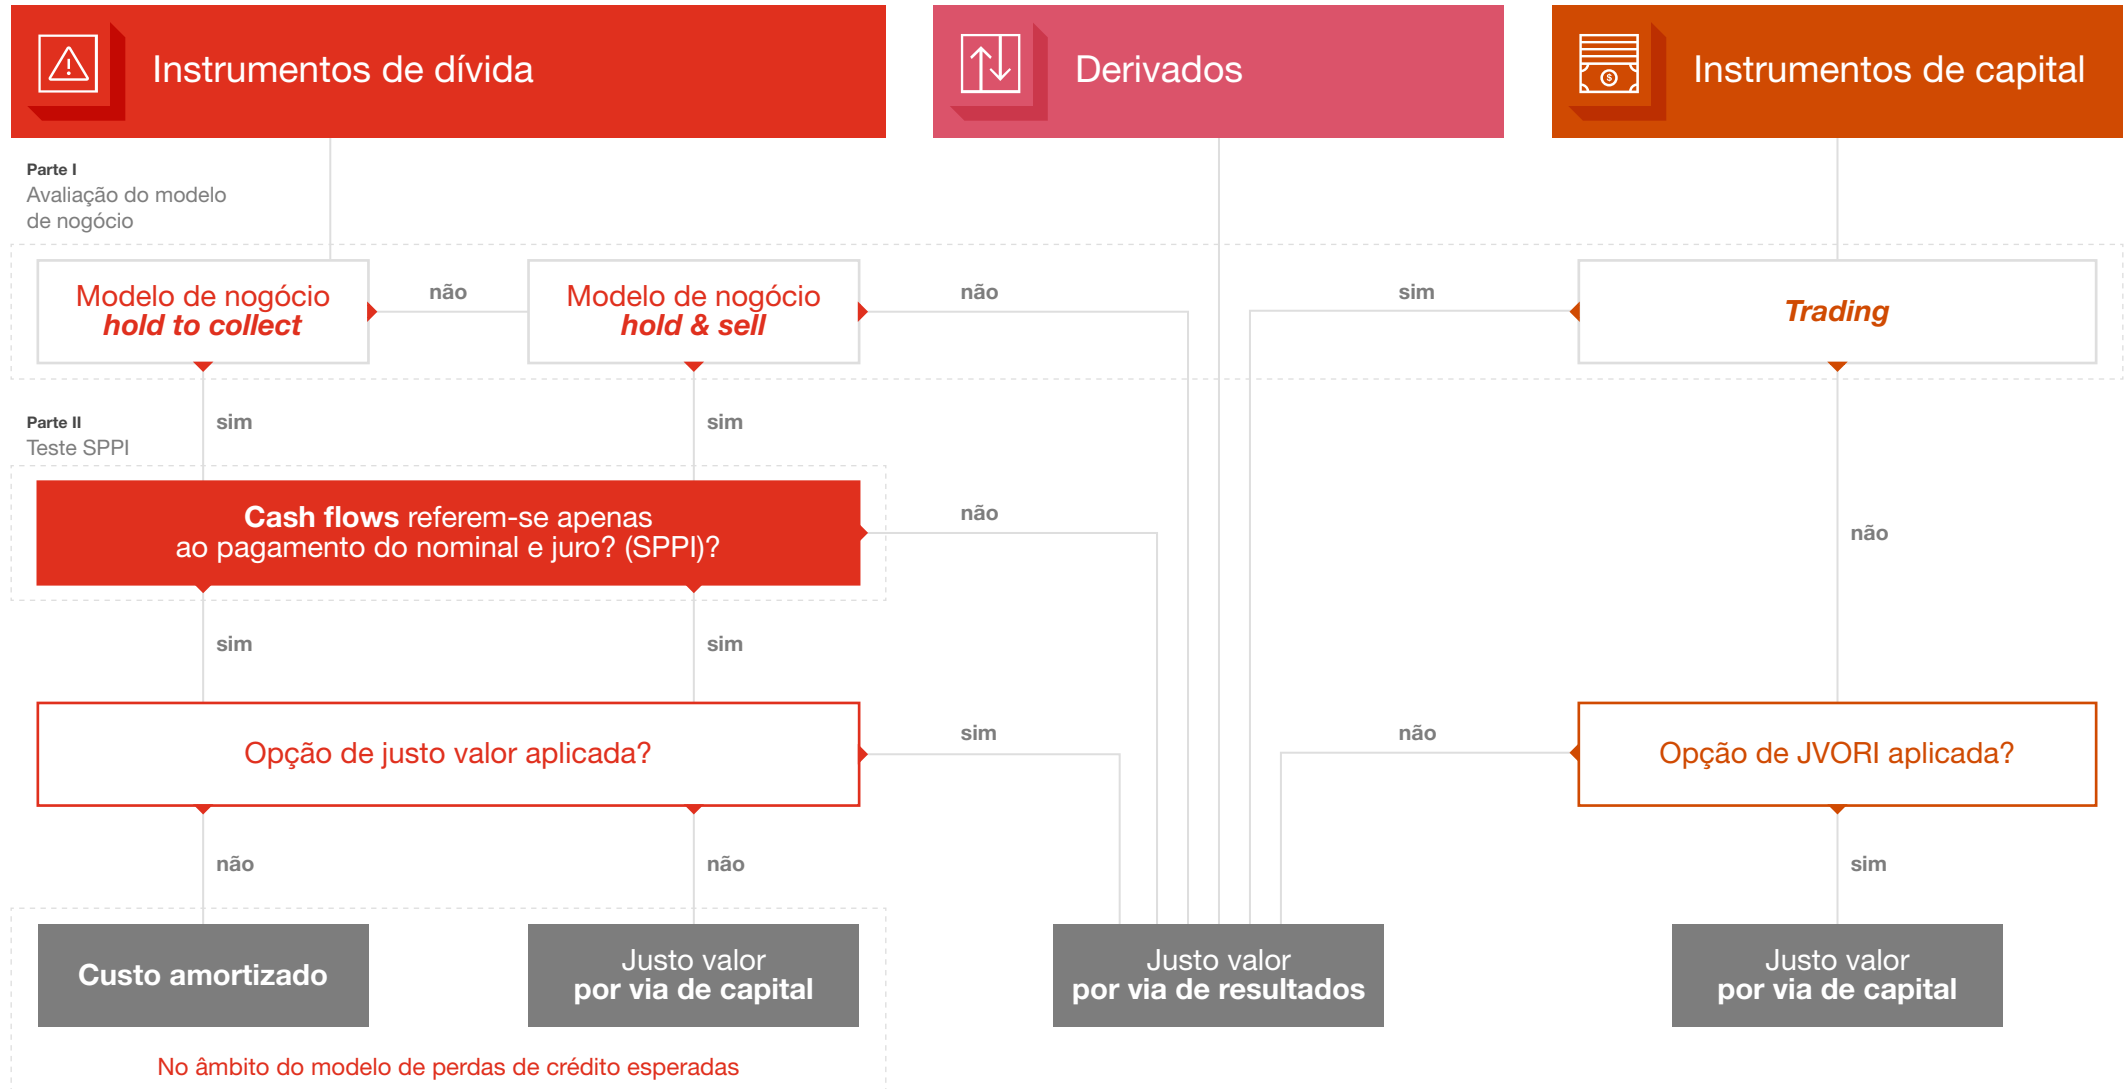 Instrumentos de dívida
Derivados
Instrumentos de capital
Parte I
Avaliação do modelo
de nogócio
Modelo de nogócio
hold to collect
não
Modelo de nogócio
hold & sell
não
sim
Trading
Parte II
Teste SPPI
sim
sim
Cash flows referem-se apenas
ao pagamento do nominal e juro? (SPPI)?
não
não
sim
sim
Opção de justo valor aplicada?
sim
não
Opção de JVORI aplicada?
não
não
sim
Custo amortizado
Justo valor
por via de capital
Justo valor
por via de resultados
Justo valor
por via de capital
No âmbito do modelo de perdas de crédito esperadas